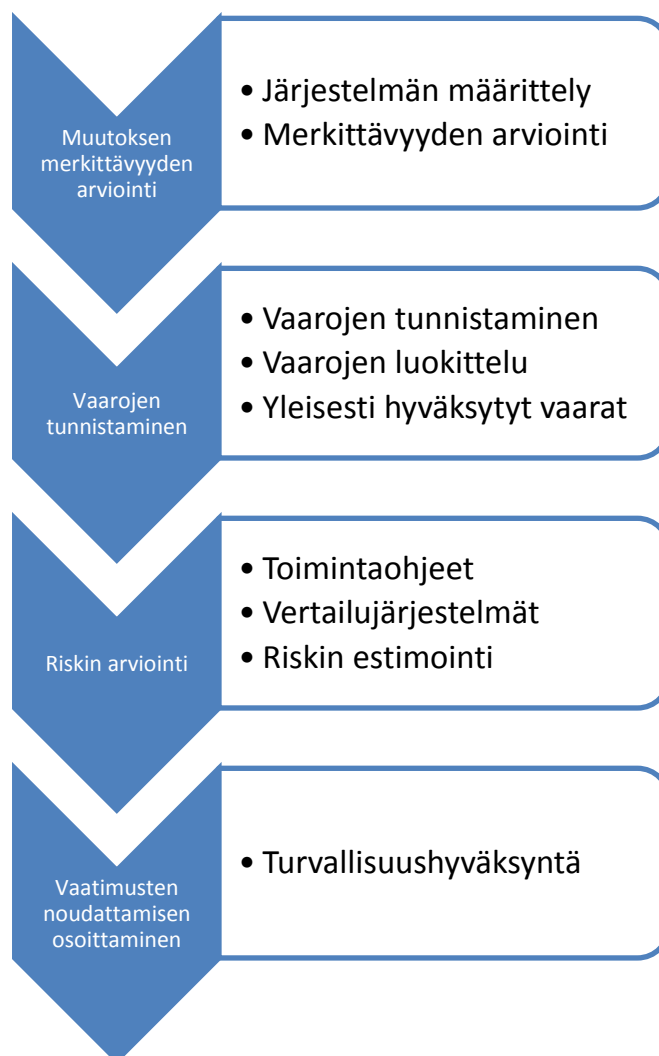 Muutoksen
merkittävyyden
arviointi
• Järjestelmän määrittely
• Merkittävyyden arviointi
Vaarojen
tunnistaminen
• Vaarojen tunnistaminen
• Vaarojen luokittelu
• Yleisesti hyväksytyt vaarat
Riskin arviointi
• Toimintaohjeet
• Vertailujärjestelmät
• Riskin estimointi
Vaatimusten
noudattamisen
osoittaminen
• Turvallisuushyväksyntä